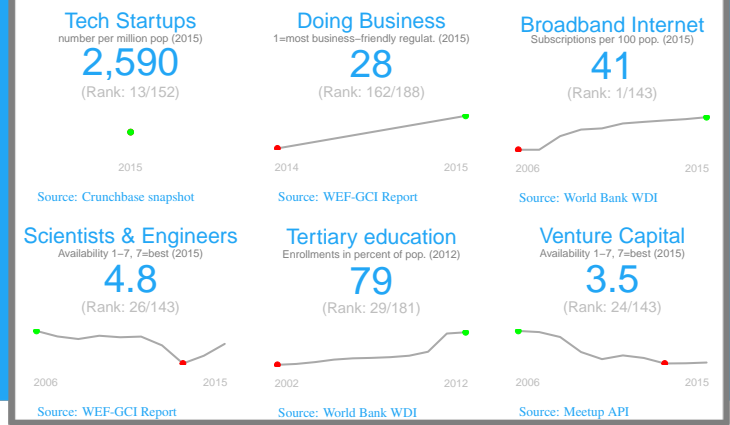 Tech Startups
number per million pop (2015)
2,590
(Rank: 13/152)
2015
Source: Crunchbase snapshot
Doing Business
1=most business−friendly regulat. (2015)
28
(Rank: 162/188)
2014
2015
Source: WEF-GCI Report
Broadband Internet
Subscriptions per 100 pop. (2015)
41
(Rank: 1/143)
2006
2015
Source: World Bank WDI
Scientists & Engineers
Availability 1−7, 7=best (2015)
4.8
(Rank: 26/143)
2006
2015
Source: WEF-GCI Report
Tertiary education
Enrollments in percent of pop. (2012)
79
(Rank: 29/181)
2002
2012
Source: World Bank WDI
Venture Capital
Availability 1−7, 7=best (2015)
3.5
(Rank: 24/143)
2006
2015
Source: Meetup API